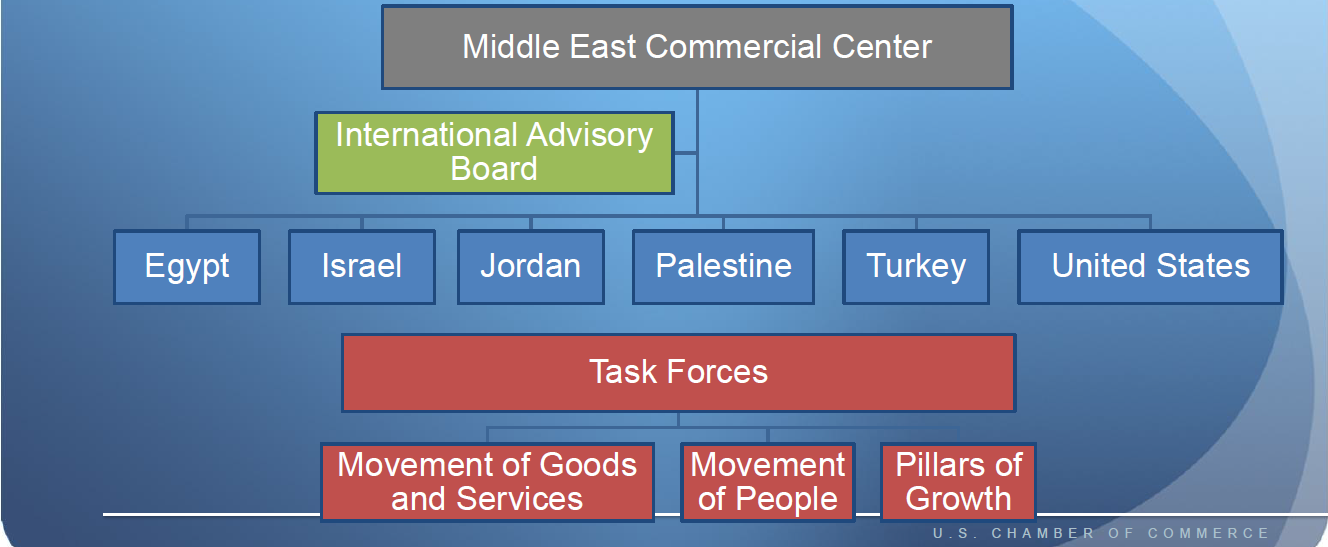 Middle East Commercial Center
International Advisory
Board
Egypt
Israel
Jordan
Palestine
Turkey
United States
Task Forces
Movement of Goods
and Services
Movement
of People
Pillars of
Growth
U.S. CHAMBER OF COMMERCE